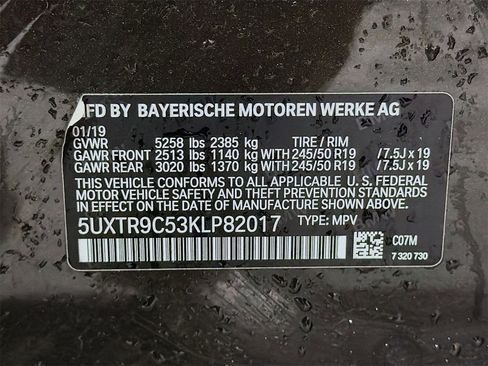 MFD BY BAYERISCHE MOTOREN WERKE AG
01/19
GVWR 5258 lbs 2385 kg TIRE / RIM
GAWR FRONT 2513 lbs 1140 kg WITH 245/50 R19 / 7.5J x 19
GAWR REAR 3020 lbs 1370 kg WITH 245/50 R19 / 7.5J x 19
THIS VEHICLE CONFORMS TO ALL APPLICABLE U. S. FEDERAL
MOTOR VEHICLE SAFETY AND THEFT PREVENTION STANDARDS
IN EFFECT ON THE DATE OF MANUFACTURE SHOWN ABOVE.
5UXTR9C53KLP82017 TYPE: MPV
C07M
7 320 730